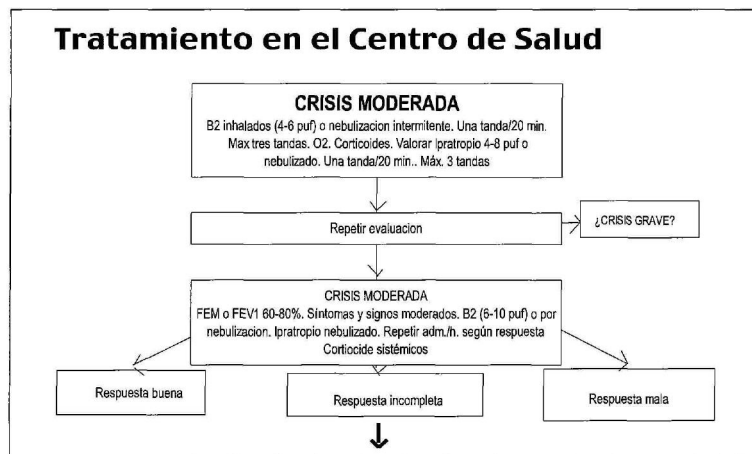 Tratamiento en el Centro de Salud
CRISIS MODERADA
B2 inhalados (4-6 puf) o nebulizacion intermitente. Una tanda/20 min.
Max tres tandas. O2. Corticoides. Valorar Ipratropio 4-8 puf o
nebulizado. Una tanda/20 min.. Máx. 3 tandas
Repetir evaluacion
¿CRISIS GRAVE?
CRISIS MODERADA
FEM o FEV1 60-80%. Síntomas y signos moderados. B2 (6-10 puf) o por
nebulizacion. Ipratropio nebulizado. Repetir adm./h. según respuesta
Cortiocide sistémicos
Respuesta buena
Respuesta incompleta
Respuesta mala